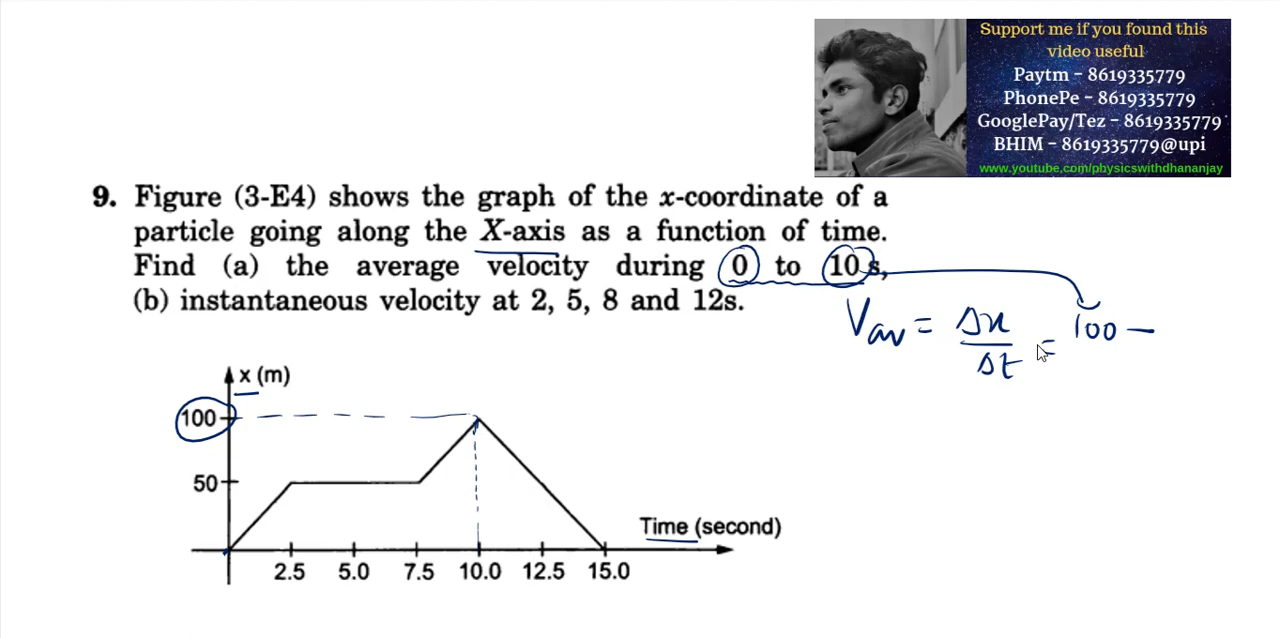 Support me if you found this
video useful
Paytm - 8619335779
PhonePe - 8619335779
GooglePay/Tez - 8619335779
BHIM - 8619335779@upi
www.youtube.com/physicswithdhananjay
9. Figure (3-E4) shows the graph of the x-coordinate of a
particle going along the X-axis as a function of time.
Find (a) the average velocity during 0 to 10 s,
(b) instantaneous velocity at 2, 5, 8 and 12s.
Vav = Δx/Δt = 100 -
x (m)
100
50
Time (second)
2.5 5.0 7.5 10.0 12.5 15.0